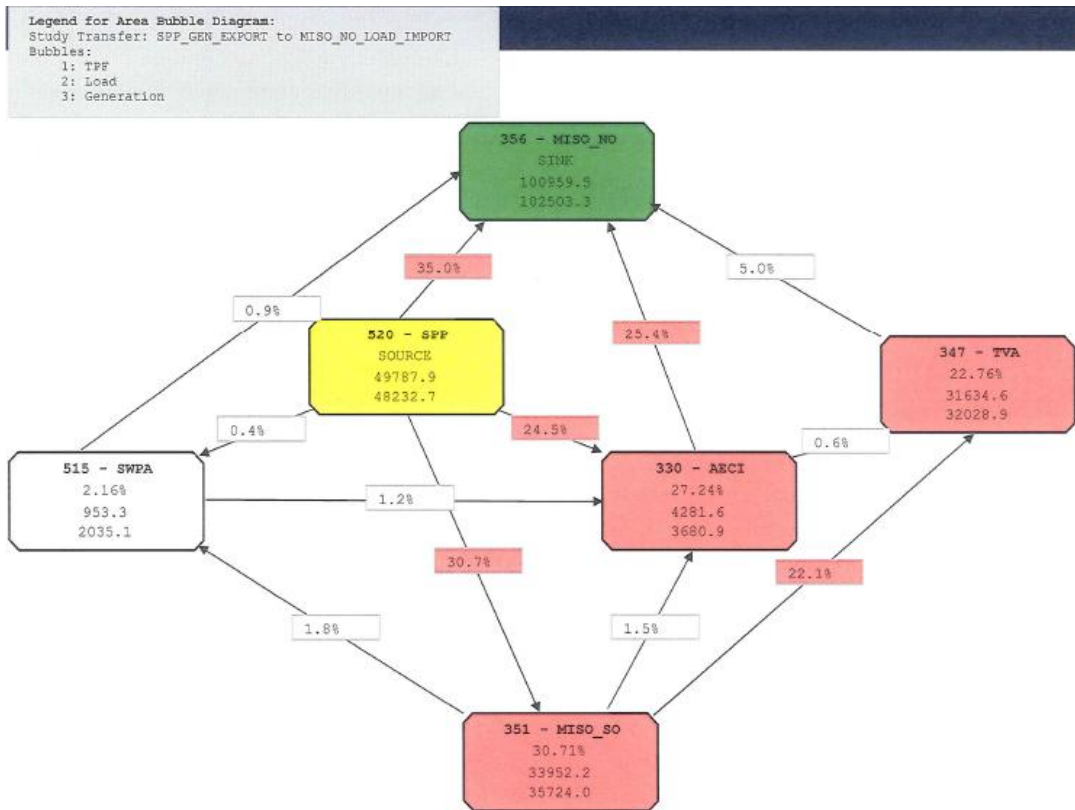 Legend for Area Bubble Diagram:
Study Transfer: SPP_GEN_EXPORT to MISO_NO_LOAD_IMPORT
Bubbles:
1: TPF
2: Load
3: Generation
356 - MISO_NO
SINK
100959.5
102503.3
35.0%
5.0%
0.9%
25.4%
520 - SPP
SOURCE
49787.9
48232.7
347 - TVA
22.76%
31634.6
32028.9
0.4%
24.5%
0.6%
515 - SWPA
2.16%
953.3
2035.1
1.2%
330 - AECI
27.24%
4281.6
3680.9
30.7%
22.1%
1.8%
1.5%
351 - MISO_SO
30.71%
33952.2
35724.0